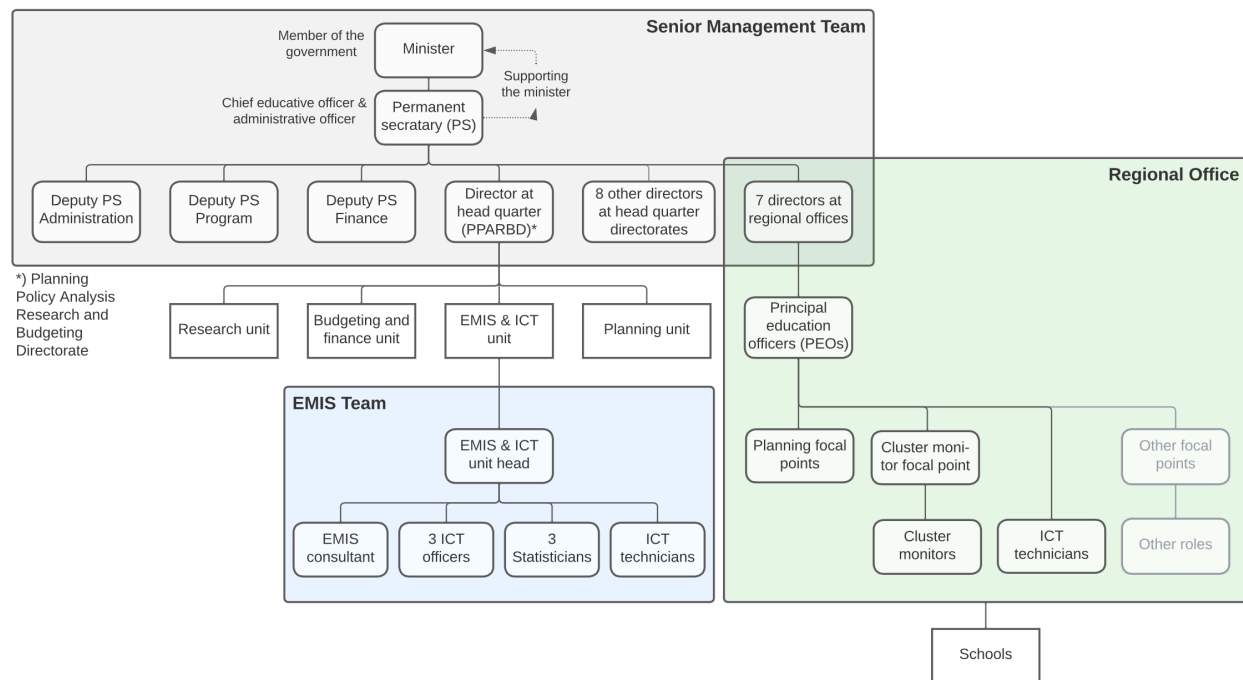 Senior Management Team
Member of the
government
Minister
Supporting
the minister
Chief educative officer &
administrative officer
Permanent
secratary (PS)
Regional Office
Deputy PS
Administration
Deputy PS
Program
Deputy PS
Finance
Director at
head quarter
(PPARBD)*
8 other directors
at head quarter
directorates
7 directors at
regional offices
*) Planning
Policy Analysis
Research and
Budgeting
Directorate
Research unit
Budgeting and
finance unit
EMIS & ICT
unit
Planning unit
Principal
education
officers (PEOs)
EMIS Team
EMIS & ICT
unit head
Planning focal
points
Cluster moni-
tor focal point
Other focal
points
EMIS
consultant
3 ICT
officers
3
Statisticians
ICT
technicians
Cluster
monitors
ICT
technicians
Other roles
Schools